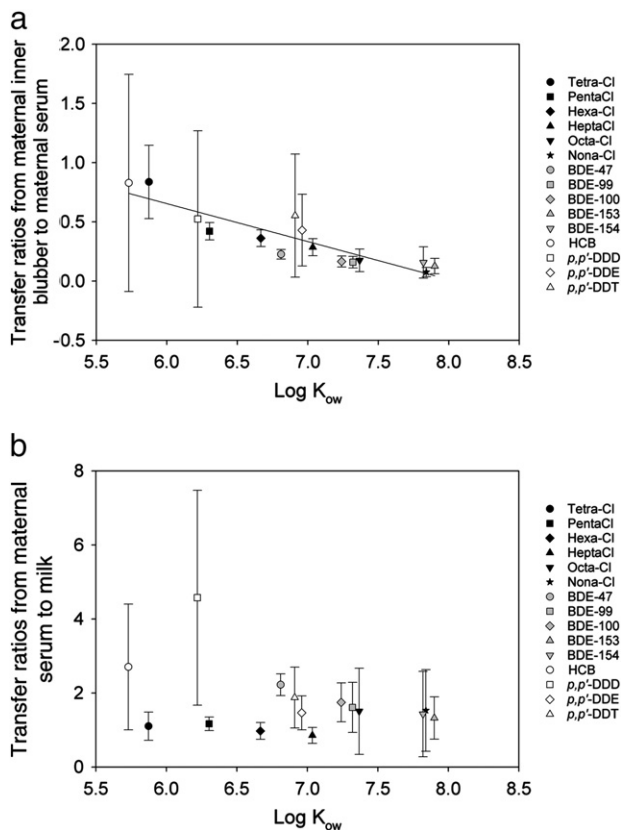 a
Transfer ratios from maternal inner
blubber to maternal serum
2.0
1.5
1.0
0.5
0.0
-0.5
5.5 6.0 6.5 7.0 7.5 8.0 8.5
Log Kow
Tetra-Cl
PentaCl
Hexa-Cl
HeptaCl
Octa-Cl
Nona-Cl
BDE-47
BDE-99
BDE-100
BDE-153
BDE-154
HCB
p,p'-DDD
p,p'-DDE
p,p'-DDT
b
Transfer ratios from maternal
serum to milk
8
6
4
2
0
5.5 6.0 6.5 7.0 7.5 8.0 8.5
Log Kow
Tetra-Cl
PentaCl
Hexa-Cl
HeptaCl
Octa-Cl
Nona-Cl
BDE-47
BDE-99
BDE-100
BDE-153
BDE-154
HCB
p,p'-DDD
p,p'-DDE
p,p'-DDT